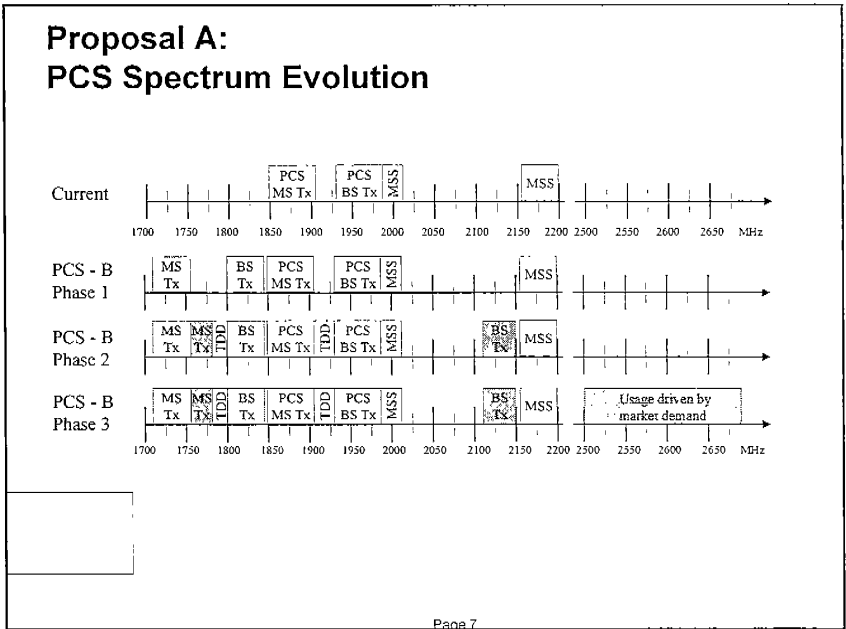 Proposal A:
PCS Spectrum Evolution
Current
PCS
MS Tx
PCS
BS Tx
MSS
MSS
1700 1750 1800 1850 1900 1950 2000 2050 2100 2150 2200 2500 2550 2600 2650 MHz
PCS - B
Phase 1
MS
Tx
BS
Tx
PCS
MS Tx
PCS
BS Tx
MSS
MSS
PCS - B
Phase 2
MS
Tx
MS
Tx
TDD
BS
Tx
PCS
MS Tx
TDD
PCS
BS Tx
MSS
BS
Tx
MSS
PCS - B
Phase 3
MS
Tx
MS
Tx
TDD
BS
Tx
PCS
MS Tx
TDD
PCS
BS Tx
MSS
BS
Tx
MSS
Usage driven by
market demand
1700 1750 1800 1850 1900 1950 2000 2050 2100 2150 2200 2500 2550 2600 2650 MHz
Page 7